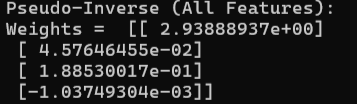 Pseudo-Inverse (All Features):
Weights =  [[ 2.93888937e+00]
 [ 4.57646455e-02]
 [ 1.88530017e-01]
 [-1.03749304e-03]]